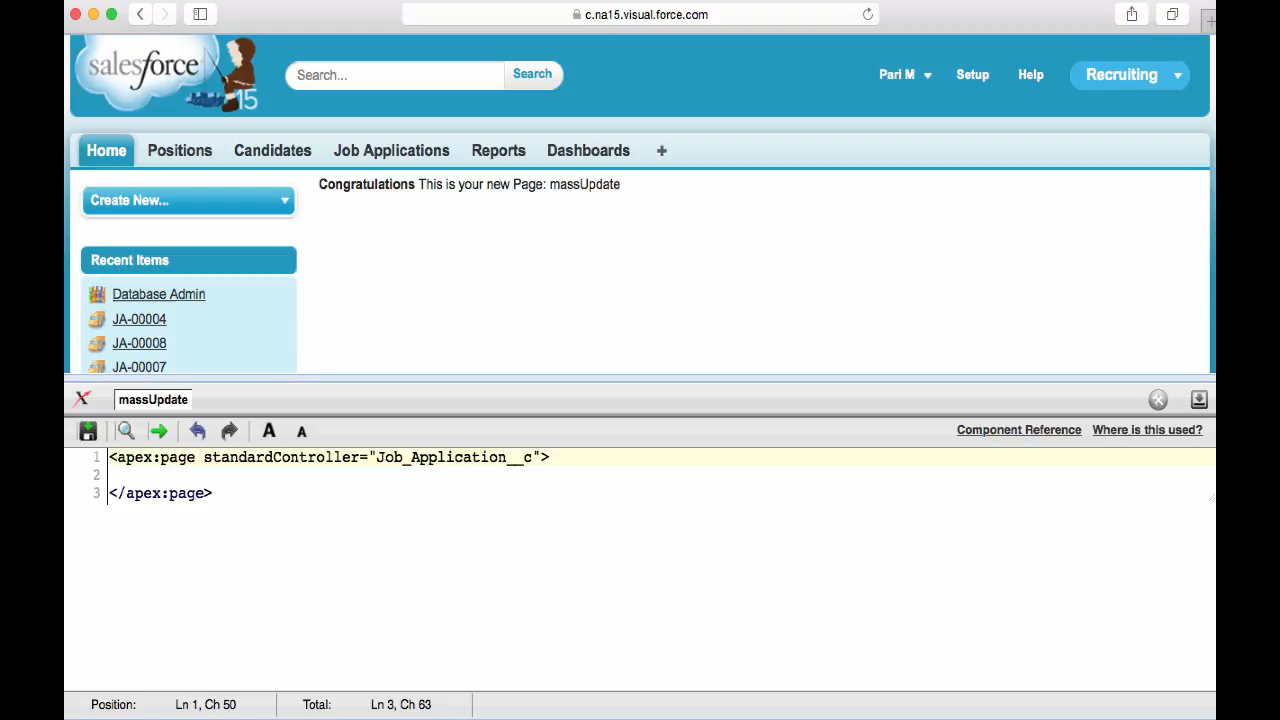 c.na15.visual.force.com
salesforce
15
Search...
Search
Pari M
Setup
Help
Recruiting
Home
Positions
Candidates
Job Applications
Reports
Dashboards
+
Create New...
Congratulations This is your new Page: massUpdate
Recent Items
Database Admin
JA-00004
JA-00008
JA-00007
massUpdate
A
A
Component Reference
Where is this used?
1 <apex:page standardController="Job_Application__c">
2
3 </apex:page>
Position: Ln 1, Ch 50 Total: Ln 3, Ch 63